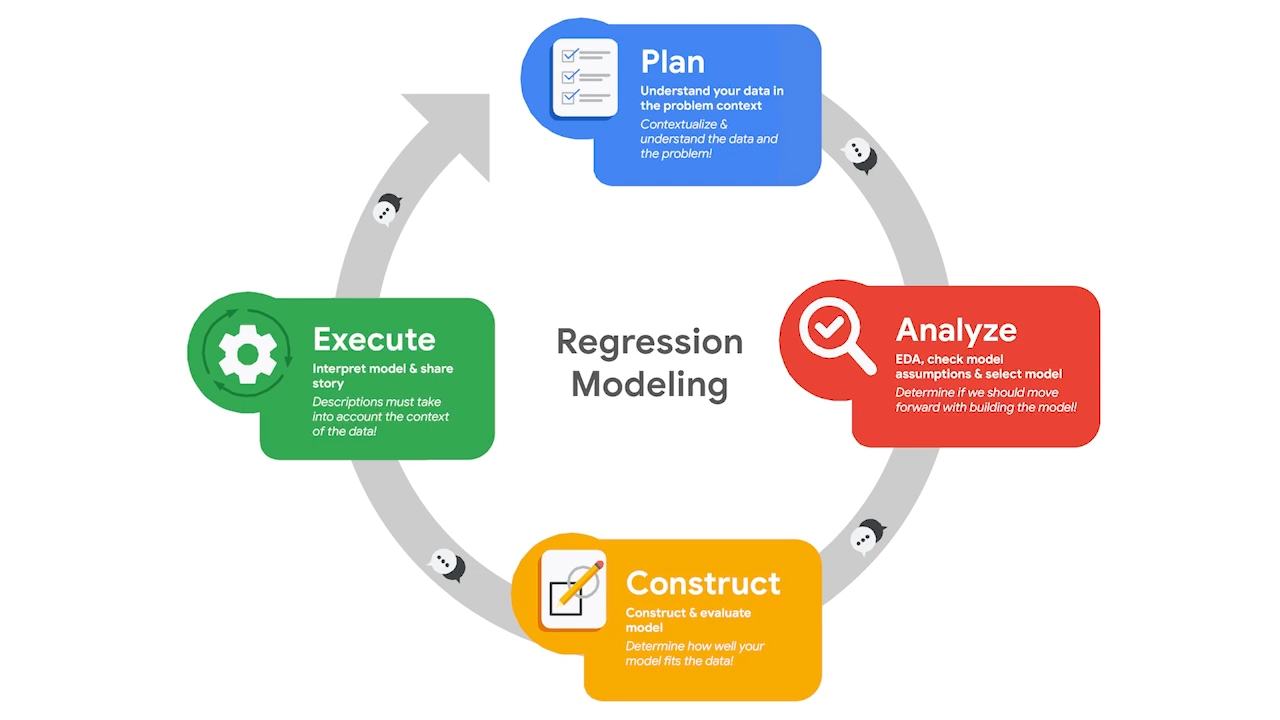 Plan
Understand your data in
the problem context
Contextualize &
understand the data and
the problem!
Analyze
EDA, check model
assumptions & select model
Determine if we should move
forward with building the model!
Construct
Construct & evaluate
model
Determine how well your
model fits the data!
Execute
Interpret model & share
story
Descriptions must take
into account the context
of the data!
Regression
Modeling